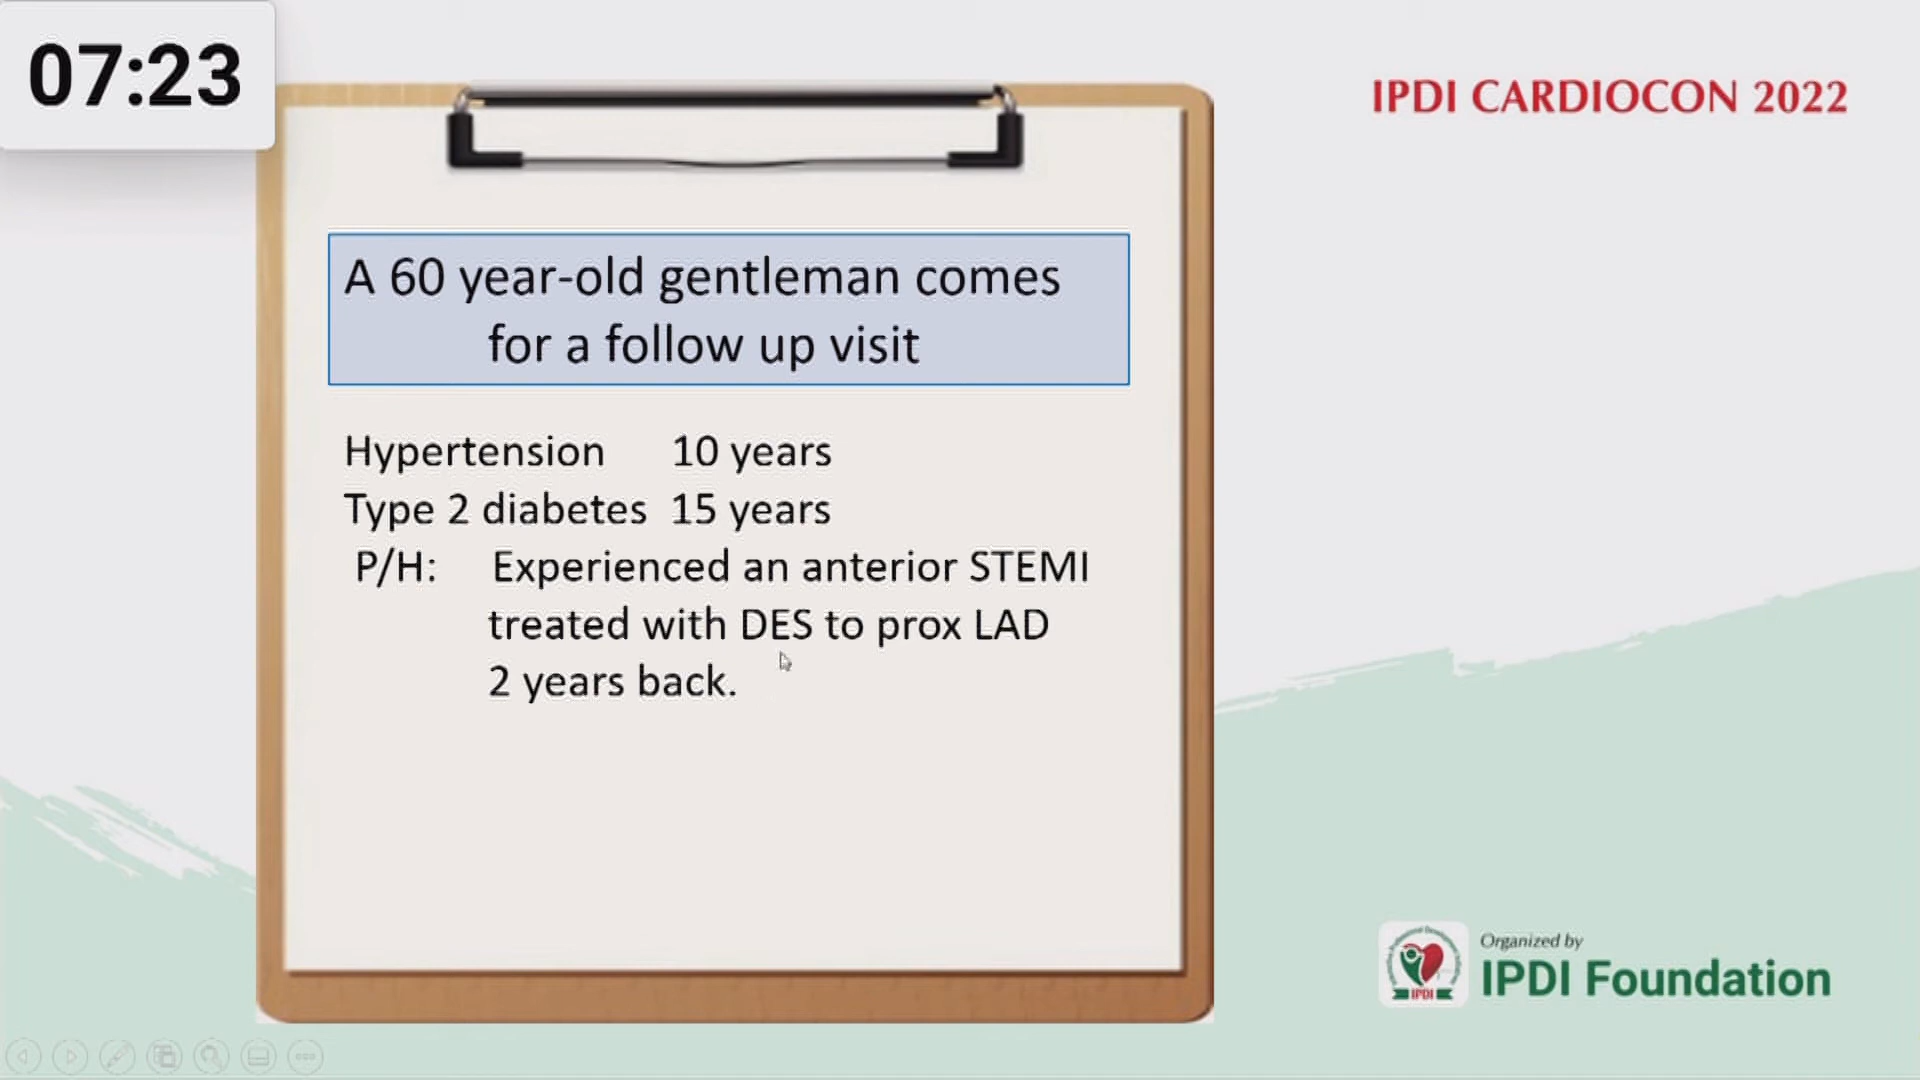 07:23
IPDI CARDIOCON 2022
A 60 year-old gentleman comes
for a follow up visit
Hypertension 10 years
Type 2 diabetes 15 years
P/H: Experienced an anterior STEMI
treated with DES to prox LAD
2 years back.
Organized by
IPDI Foundation
IPDI